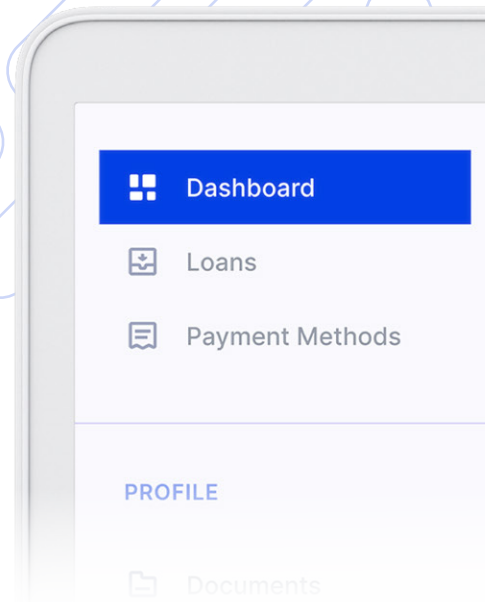 Dashboard
Loans
Payment Methods
PROFILE
Documents